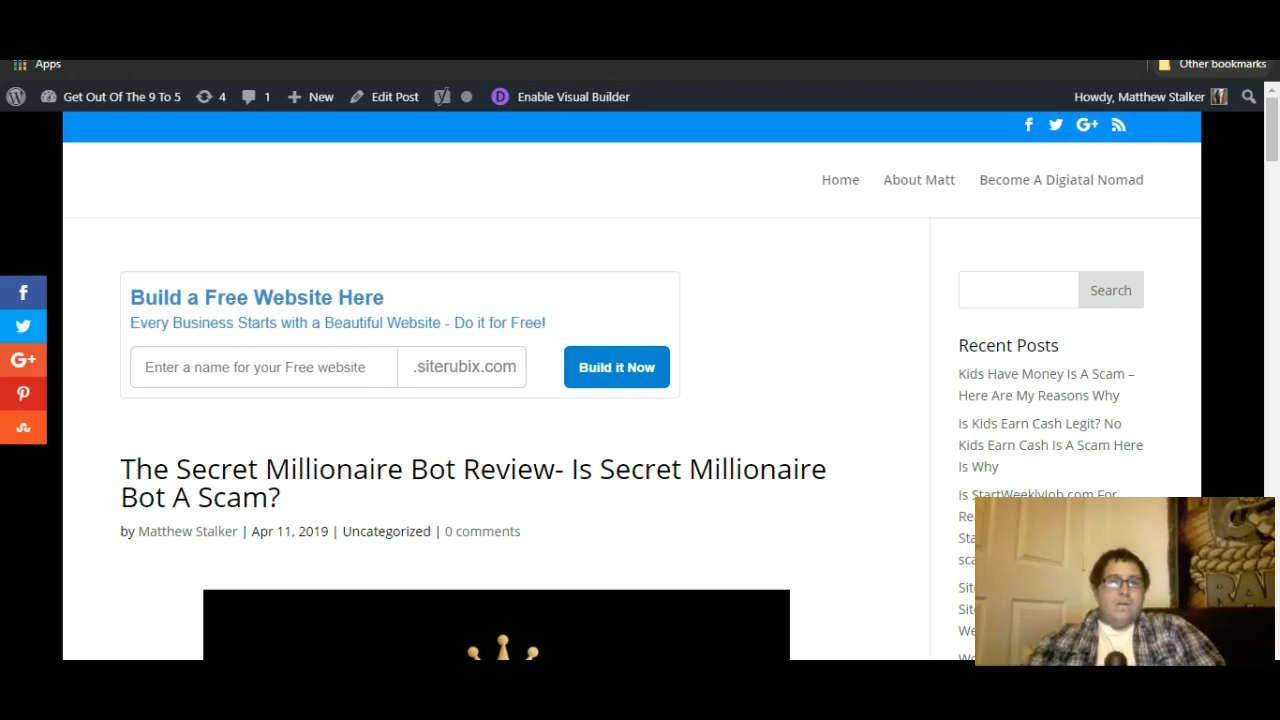 Apps
Other bookmarks
Get Out Of The 9 To 5
4
1
New
Edit Post
Enable Visual Builder
Howdy, Matthew Stalker
Home
About Matt
Become A Digiatal Nomad
Build a Free Website Here
Every Business Starts with a Beautiful Website - Do it for Free!
Enter a name for your Free website
.siterubix.com
Build it Now
Search
Recent Posts
Kids Have Money Is A Scam –
Here Are My Reasons Why
Is Kids Earn Cash Legit? No
Kids Earn Cash Is A Scam Here
Is Why
Is StartWeeklyJob.com For
The Secret Millionaire Bot Review- Is Secret Millionaire
Bot A Scam?
by Matthew Stalker | Apr 11, 2019 | Uncategorized | 0 comments